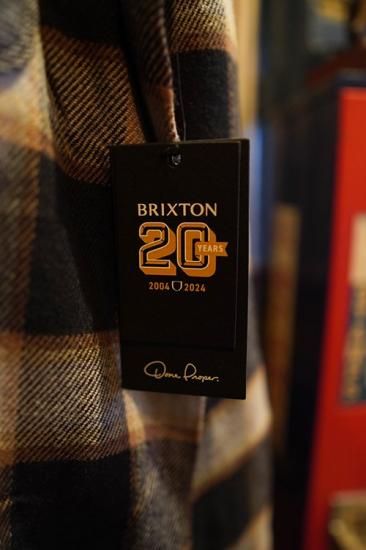 BRIXTON
20
YEARS
2004 2024
Done Proper.